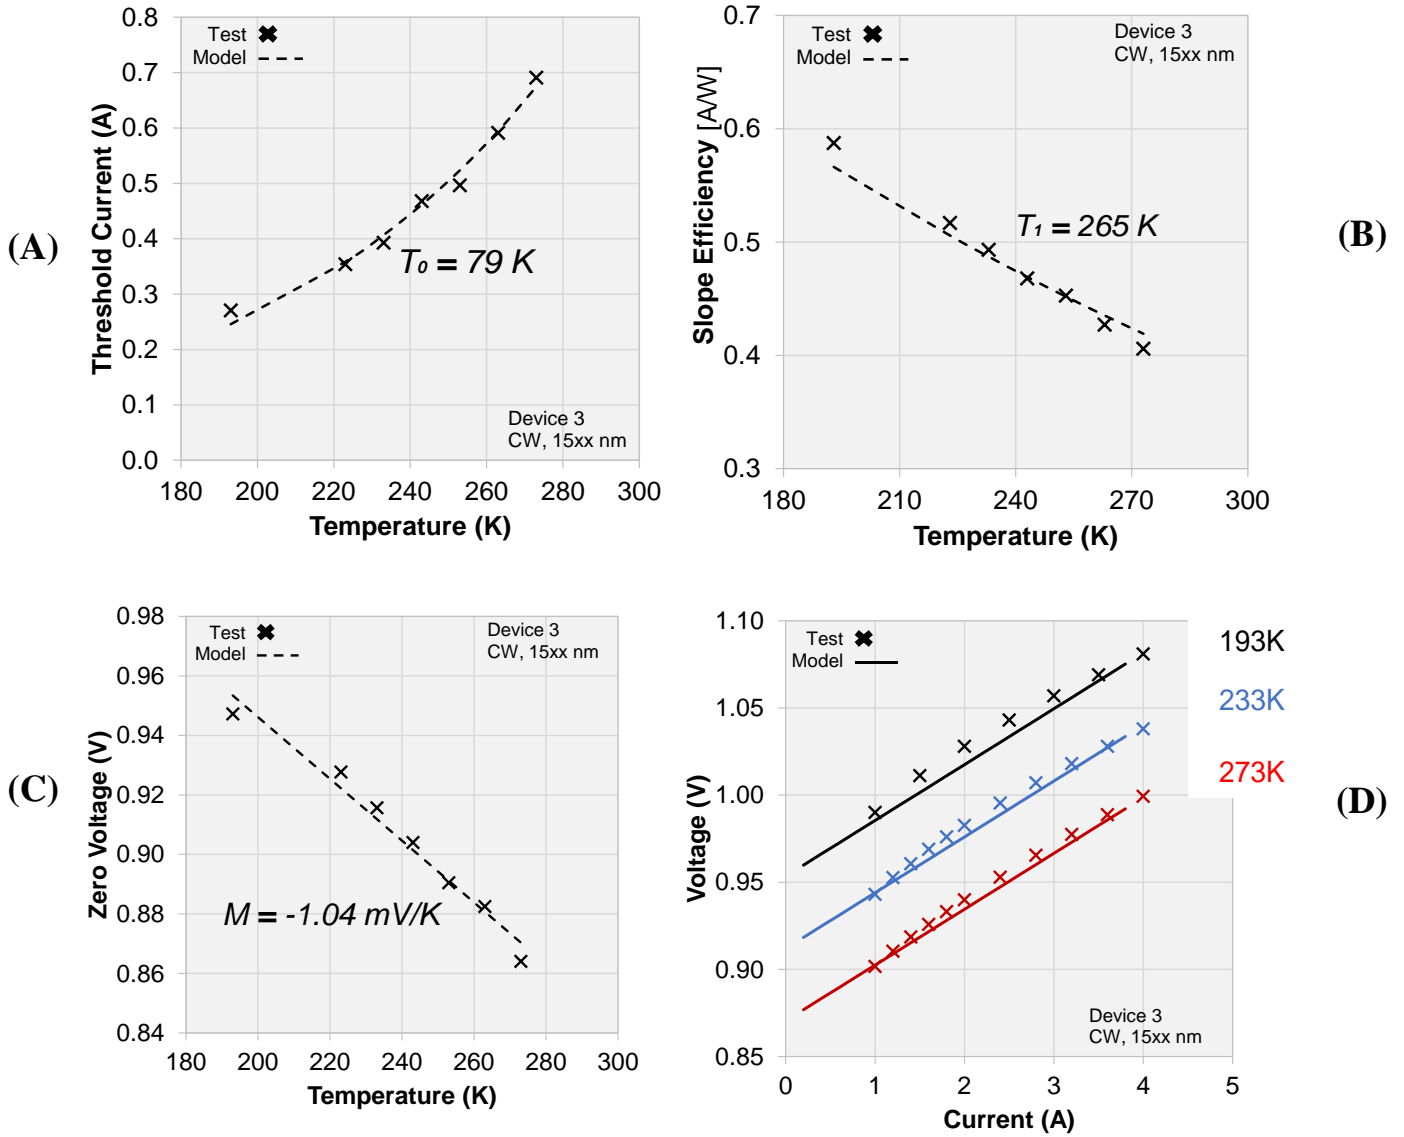 (A)
Threshold Current (A)
0.8
0.7
0.6
0.5
0.4
0.3
0.2
0.1
0.0
Test
Model
T₀ = 79 K
Device 3
CW, 15xx nm
180 200 220 240 260 280 300
Temperature (K)
(B)
Slope Efficiency [A/W]
0.7
0.6
0.5
0.4
0.3
Test
Model
Device 3
CW, 15xx nm
T₁ = 265 K
180 210 240 270 300
Temperature (K)
(C)
Zero Voltage (V)
0.98
0.96
0.94
0.92
0.90
0.88
0.86
0.84
Test
Model
Device 3
CW, 15xx nm
M = -1.04 mV/K
180 200 220 240 260 280 300
Temperature (K)
(D)
Voltage (V)
1.10
1.05
1.00
0.95
0.90
0.85
Test
Model
193K
233K
273K
Device 3
CW, 15xx nm
0 1 2 3 4 5
Current (A)